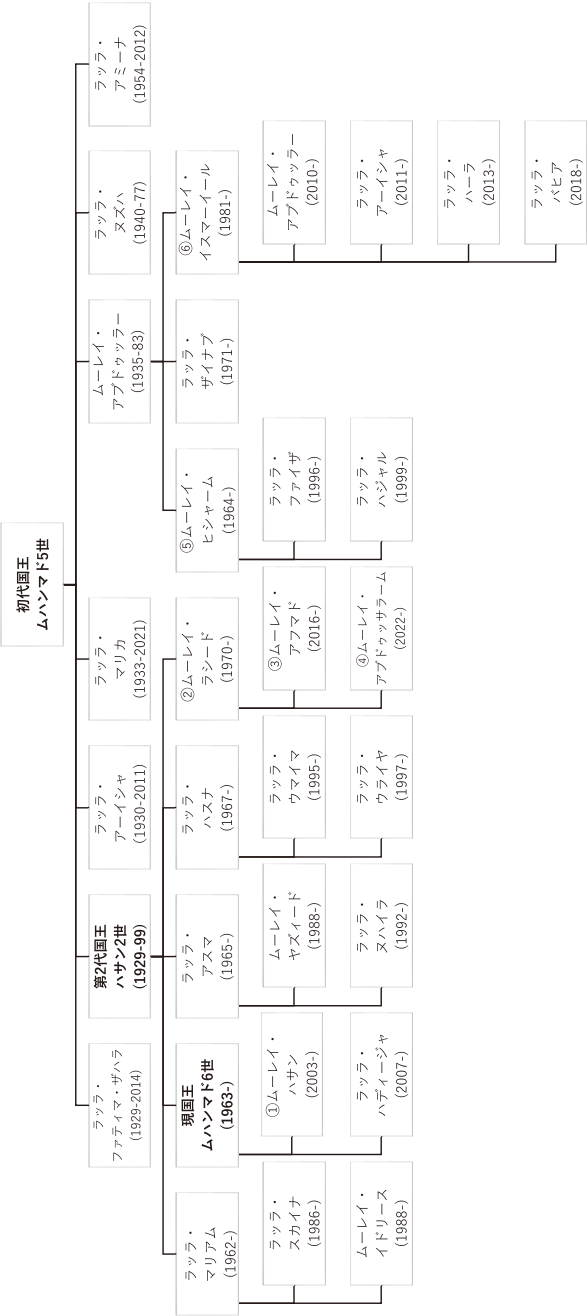 初代国王
ムハンマド5世
ラッラ・
ファティマ・ザハラ
(1929-2014)
第2代国王
ハサン2世
(1929-99)
ラッラ・
アーイシャ
(1930-2011)
ラッラ・
マリカ
(1933-2021)
ムーレイ・
アブドゥッラー
(1935-83)
ラッラ・
ヌズハ
(1940-77)
ラッラ・
アミーナ
(1954-2012)
ラッラ・
マリアム
(1962-)
現国王
ムハンマド6世
(1963-)
ラッラ・
アスマ
(1965-)
ラッラ・
ハスナ
(1967-)
②ムーレイ・
ラシード
(1970-)
⑤ムーレイ・
ヒシャーム
(1964-)
ラッラ・
ザイナブ
(1971-)
⑥ムーレイ・
イスマーイール
(1981-)
ラッラ・
スカイナ
(1986-)
①ムーレイ・
ハサン
(2003-)
ムーレイ・
ヤズィード
(1988-)
ラッラ・
ウマイマ
(1995-)
③ムーレイ・
アフマド
(2016-)
ラッラ・
ファイザ
(1996-)
ムーレイ・
アブドゥッラー
(2010-)
ムーレイ・
イドリース
(1988-)
ラッラ・
ハディージャ
(2007-)
ラッラ・
ヌハイラ
(1992-)
ラッラ・
ウライヤ
(1997-)
④ムーレイ・
アブドゥッサラーム
(2022-)
ラッラ・
ハジャル
(1999-)
ラッラ・
アーイシャ
(2011-)
ラッラ・
ハーラ
(2013-)
ラッラ・
バヒア
(2018-)